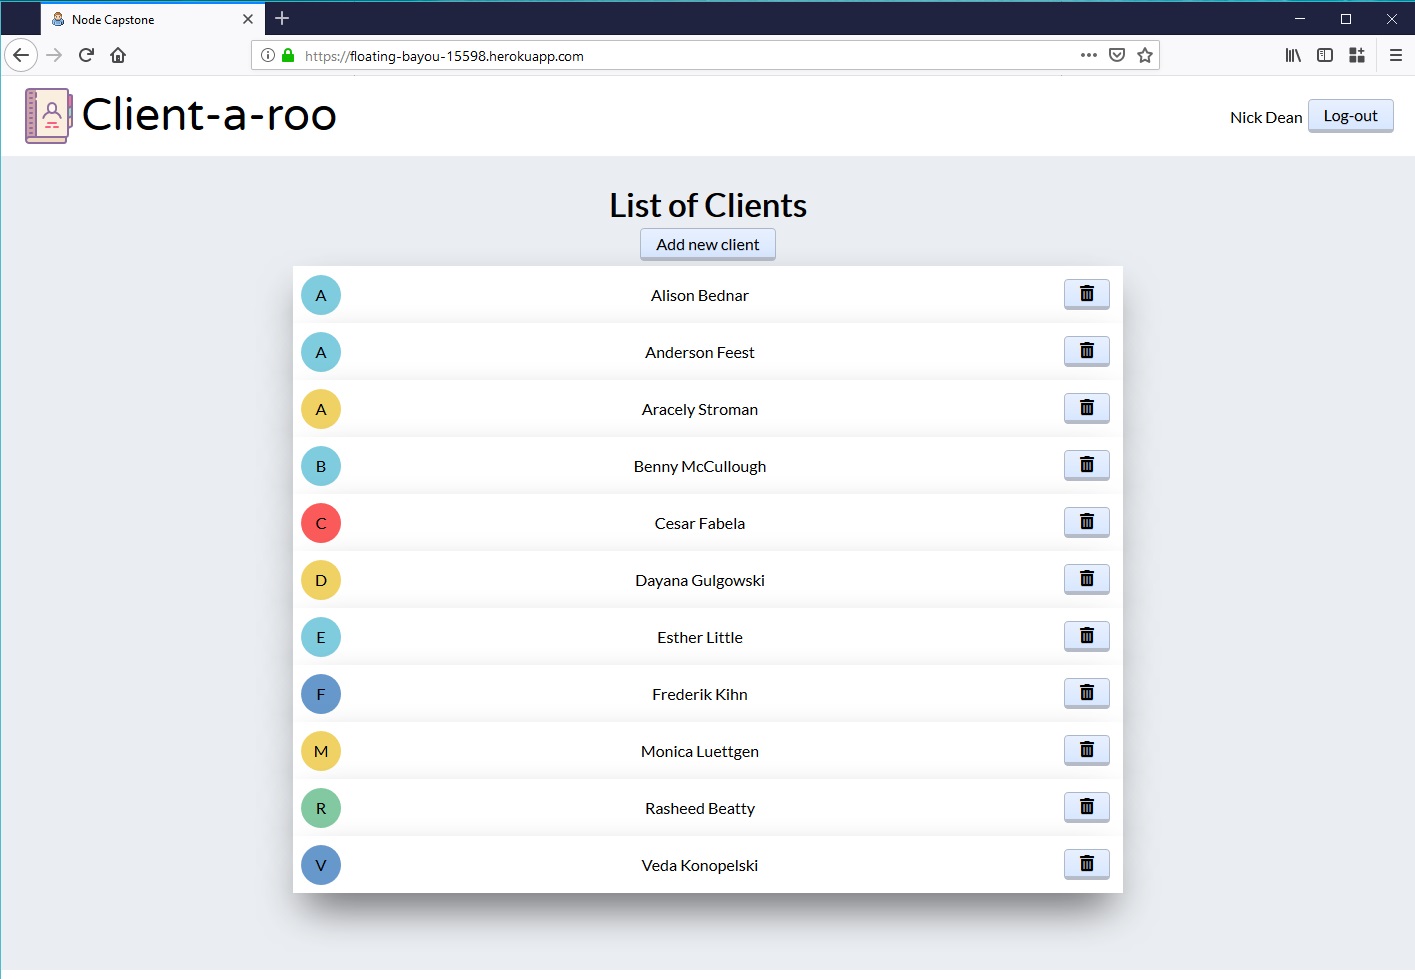 Node Capstone
https://floating-bayou-15598.herokuapp.com
Client-a-roo
Nick Dean Log-out
List of Clients
Add new client
A Alison Bednar
A Anderson Feest
A Aracely Stroman
B Benny McCullough
C Cesar Fabela
D Dayana Gulgowski
E Esther Little
F Frederik Kihn
M Monica Luettgen
R Rasheed Beatty
V Veda Konopelski